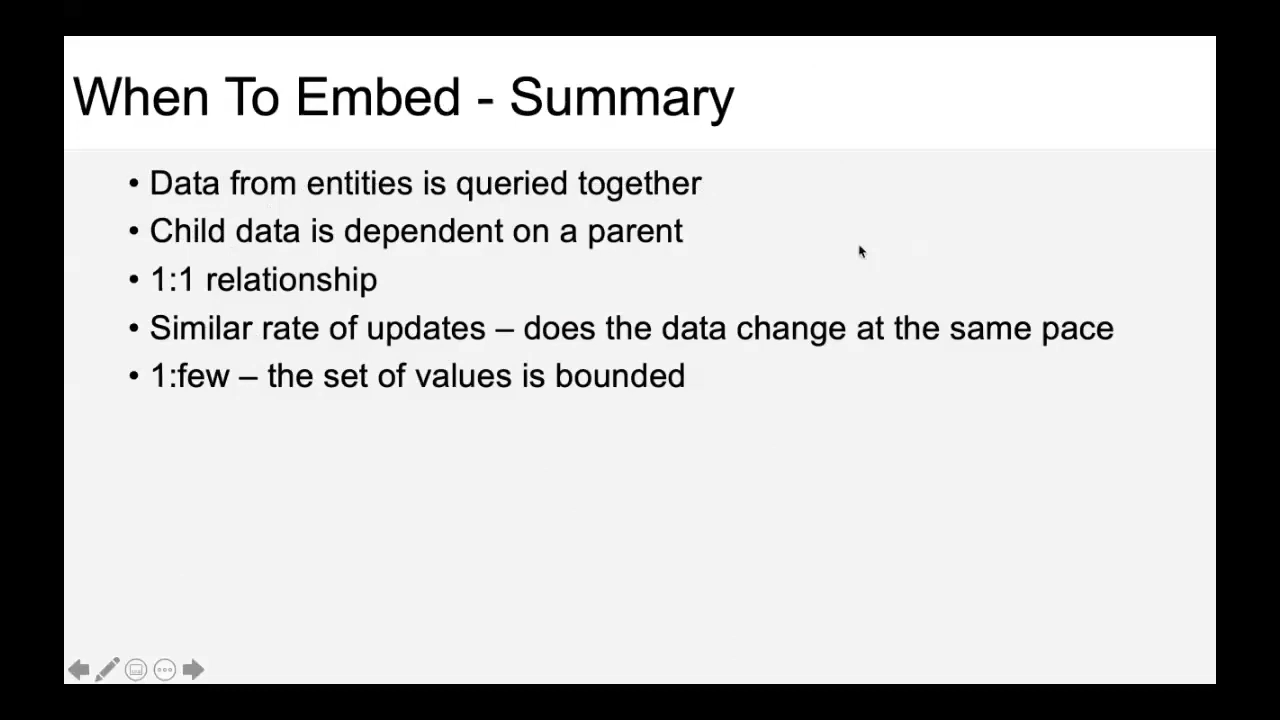 When To Embed - Summary
• Data from entities is queried together
• Child data is dependent on a parent
• 1:1 relationship
• Similar rate of updates – does the data change at the same pace
• 1:few – the set of values is bounded